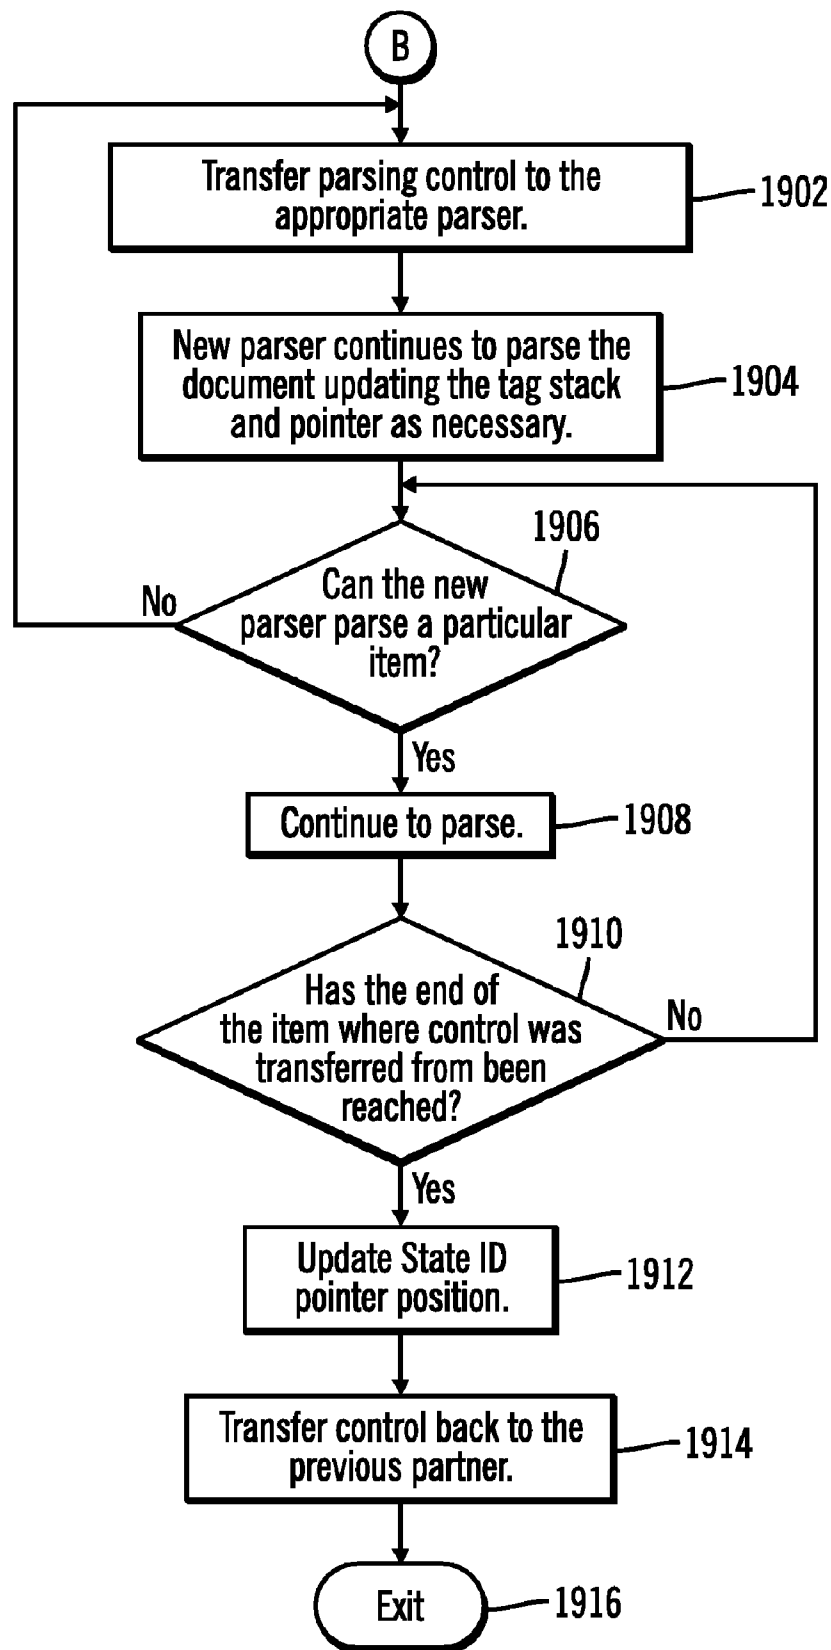 B
Transfer parsing control to the
appropriate parser.
1902
New parser continues to parse the
document updating the tag stack
and pointer as necessary.
1904
1906
Can the new
parser parse a particular
item?
No
Yes
Continue to parse.
1908
1910
Has the end of
the item where control was
transferred from been
reached?
No
Yes
Update State ID
pointer position.
1912
Transfer control back to the
previous partner.
1914
Exit
1916